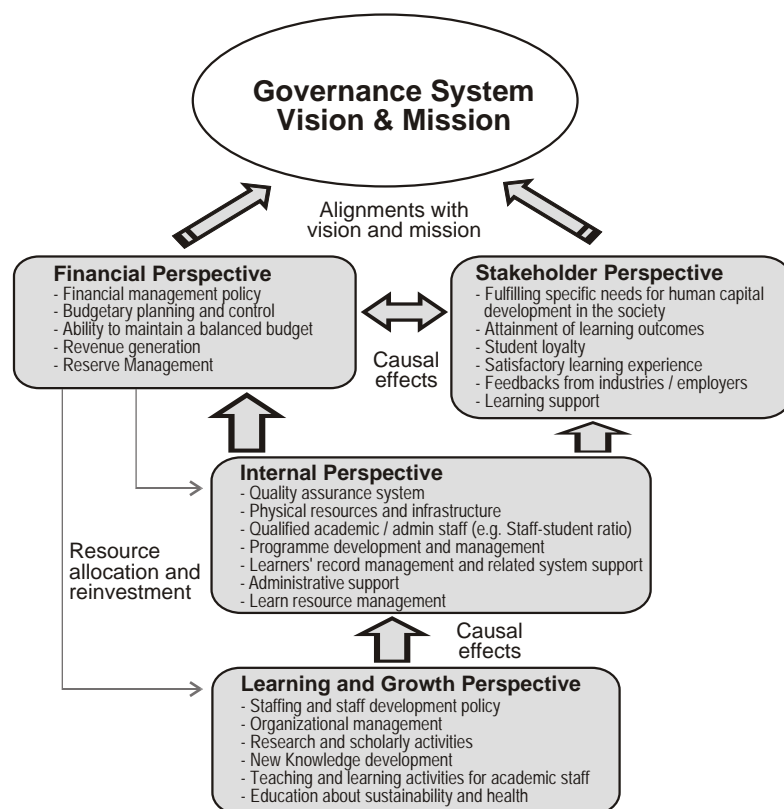 Governance System
Vision & Mission
Alignments with
vision and mission
Financial Perspective
- Financial management policy
- Budgetary planning and control
- Ability to maintain a balanced budget
- Revenue generation
- Reserve Management
Causal
effects
Stakeholder Perspective
- Fulfilling specific needs for human capital
development in the society
- Attainment of learning outcomes
- Student loyalty
- Satisfactory learning experience
- Feedbacks from industries / employers
- Learning support
Internal Perspective
- Quality assurance system
- Physical resources and infrastructure
- Qualified academic / admin staff (e.g. Staff-student ratio)
- Programme development and management
- Learners' record management and related system support
- Administrative support
- Learn resource management
Resource
allocation and
reinvestment
Causal
effects
Learning and Growth Perspective
- Staffing and staff development policy
- Organizational management
- Research and scholarly activities
- New Knowledge development
- Teaching and learning activities for academic staff
- Education about sustainability and health